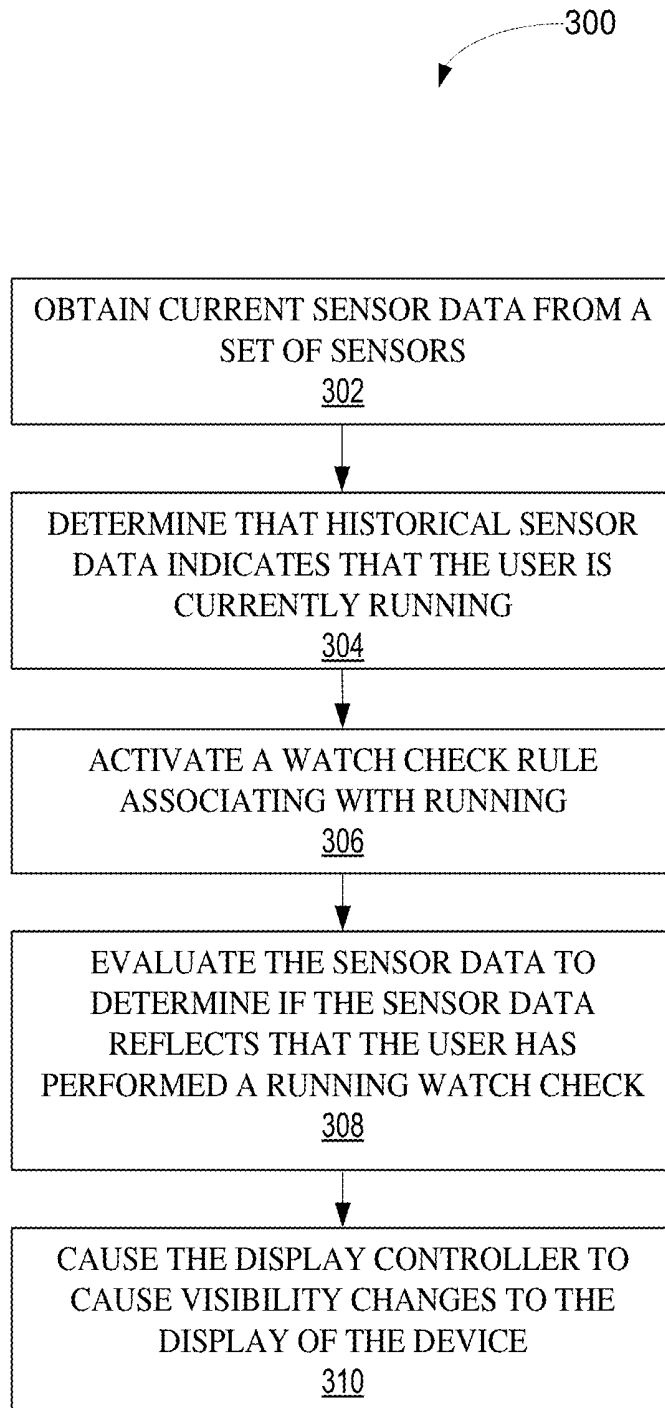 300
OBTAIN CURRENT SENSOR DATA FROM A
SET OF SENSORS
302
DETERMINE THAT HISTORICAL SENSOR
DATA INDICATES THAT THE USER IS
CURRENTLY RUNNING
304
ACTIVATE A WATCH CHECK RULE
ASSOCIATING WITH RUNNING
306
EVALUATE THE SENSOR DATA TO
DETERMINE IF THE SENSOR DATA
REFLECTS THAT THE USER HAS
PERFORMED A RUNNING WATCH CHECK
308
CAUSE THE DISPLAY CONTROLLER TO
CAUSE VISIBILITY CHANGES TO THE
DISPLAY OF THE DEVICE
310